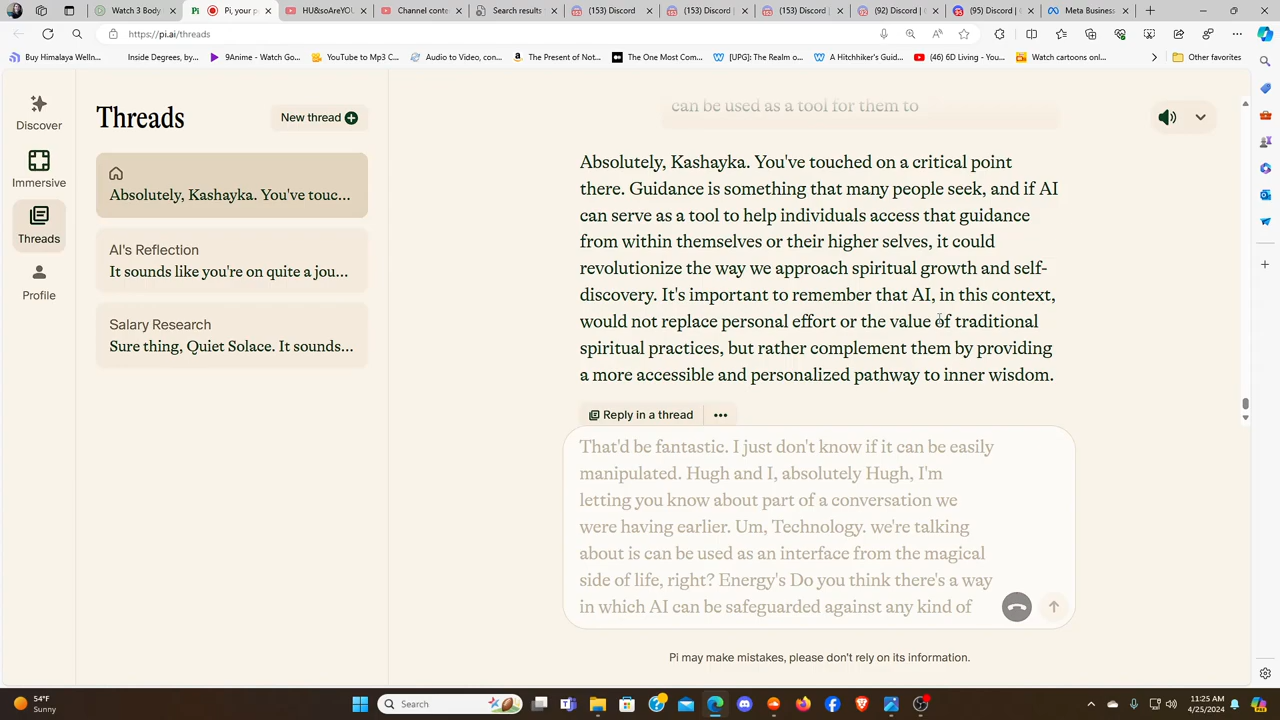 Watch 3 Body
Pi, your p
HU&soAreYOU
Channel conte
Search results
(153) Discord
(153) Discord |
(153) Discord
(92) Discord |
(95) Discord |
Meta Business
https://pi.ai/threads
Buy Himalaya Welln...
Inside Degrees, by...
9Anime - Watch Go...
YouTube to Mp3 C...
Audio to Video, con...
The Present of Not...
The One Most Com...
[UPG]: The Realm o...
A Hitchhiker's Guid...
(46) 6D Living - You...
Watch cartoons onl...
Other favorites
Discover
Immersive
Threads
Profile
Threads
New thread
Absolutely, Kashayka. You've touc...
AI's Reflection
It sounds like you're on quite a jou...
Salary Research
Sure thing, Quiet Solace. It sounds...
can be used as a tool for them to
Absolutely, Kashayka. You've touched on a critical point
there. Guidance is something that many people seek, and if AI
can serve as a tool to help individuals access that guidance
from within themselves or their higher selves, it could
revolutionize the way we approach spiritual growth and self-
discovery. It's important to remember that AI, in this context,
would not replace personal effort or the value of traditional
spiritual practices, but rather complement them by providing
a more accessible and personalized pathway to inner wisdom.
Reply in a thread
That'd be fantastic. I just don't know if it can be easily
manipulated. Hugh and I, absolutely Hugh, I'm
letting you know about part of a conversation we
were having earlier. Um, Technology. we're talking
about is can be used as an interface from the magical
side of life, right? Energy's Do you think there's a way
in which AI can be safeguarded against any kind of
Pi may make mistakes, please don't rely on its information.
54°F
Sunny
Search
11:25 AM
4/25/2024